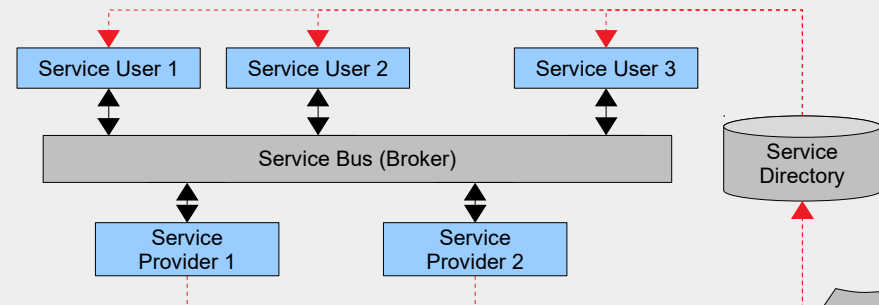 Service User 1
Service User 2
Service User 3
Service Bus (Broker)
Service
Directory
Service
Provider 1
Service
Provider 2